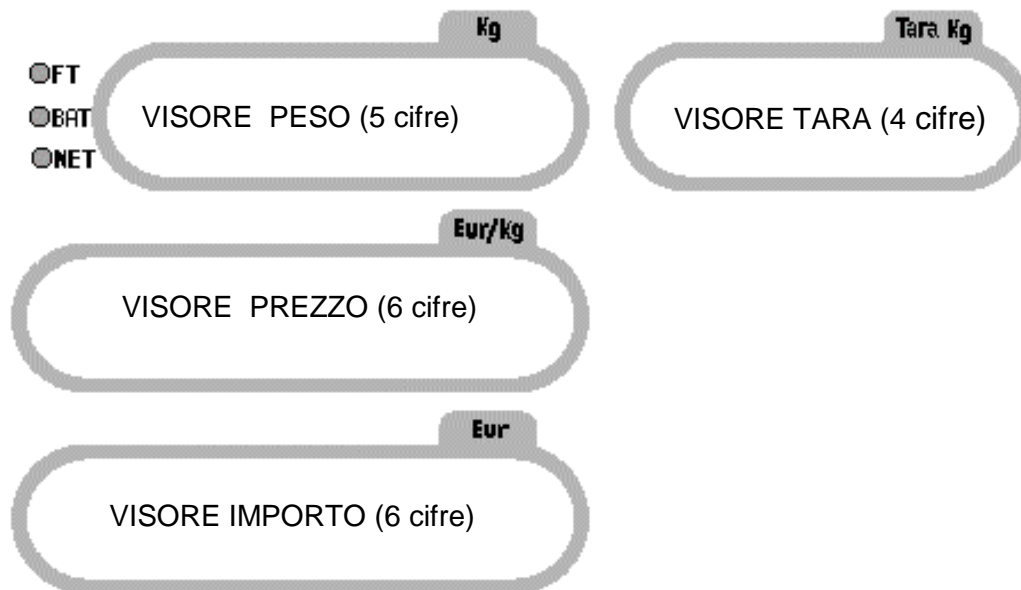 Kg
Tara Kg
FT
BAT
NET
VISORE PESO (5 cifre)
VISORE TARA (4 cifre)
Eur/kg
VISORE PREZZO (6 cifre)
Eur
VISORE IMPORTO (6 cifre)